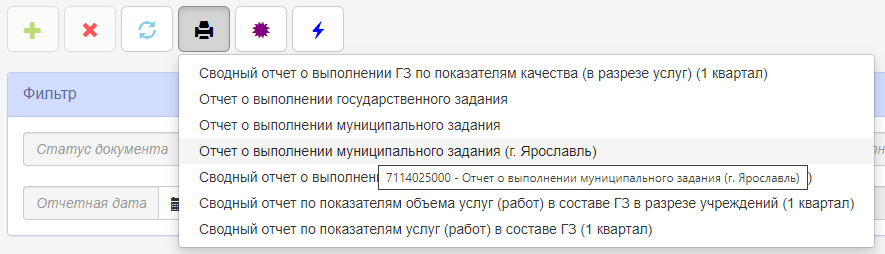 Сводный отчет о выполнении ГЗ по показателям качества (в разрезе услуг) (1 квартал)
Фильтр
Отчет о выполнении государственного задания
Отчет о выполнении муниципального задания
Статус документа
Отчет о выполнении муниципального задания (г. Ярославль)
Сводный отчет о выполнени
7114025000 - Отчет о выполнении муниципального задания (г. Ярославль)
)
Отчетная дата
Сводный отчет по показателям объема услуг (работ) в составе ГЗ в разрезе учреждений (1 квартал)
Сводный отчет по показателям услуг (работ) в составе ГЗ (1 квартал)